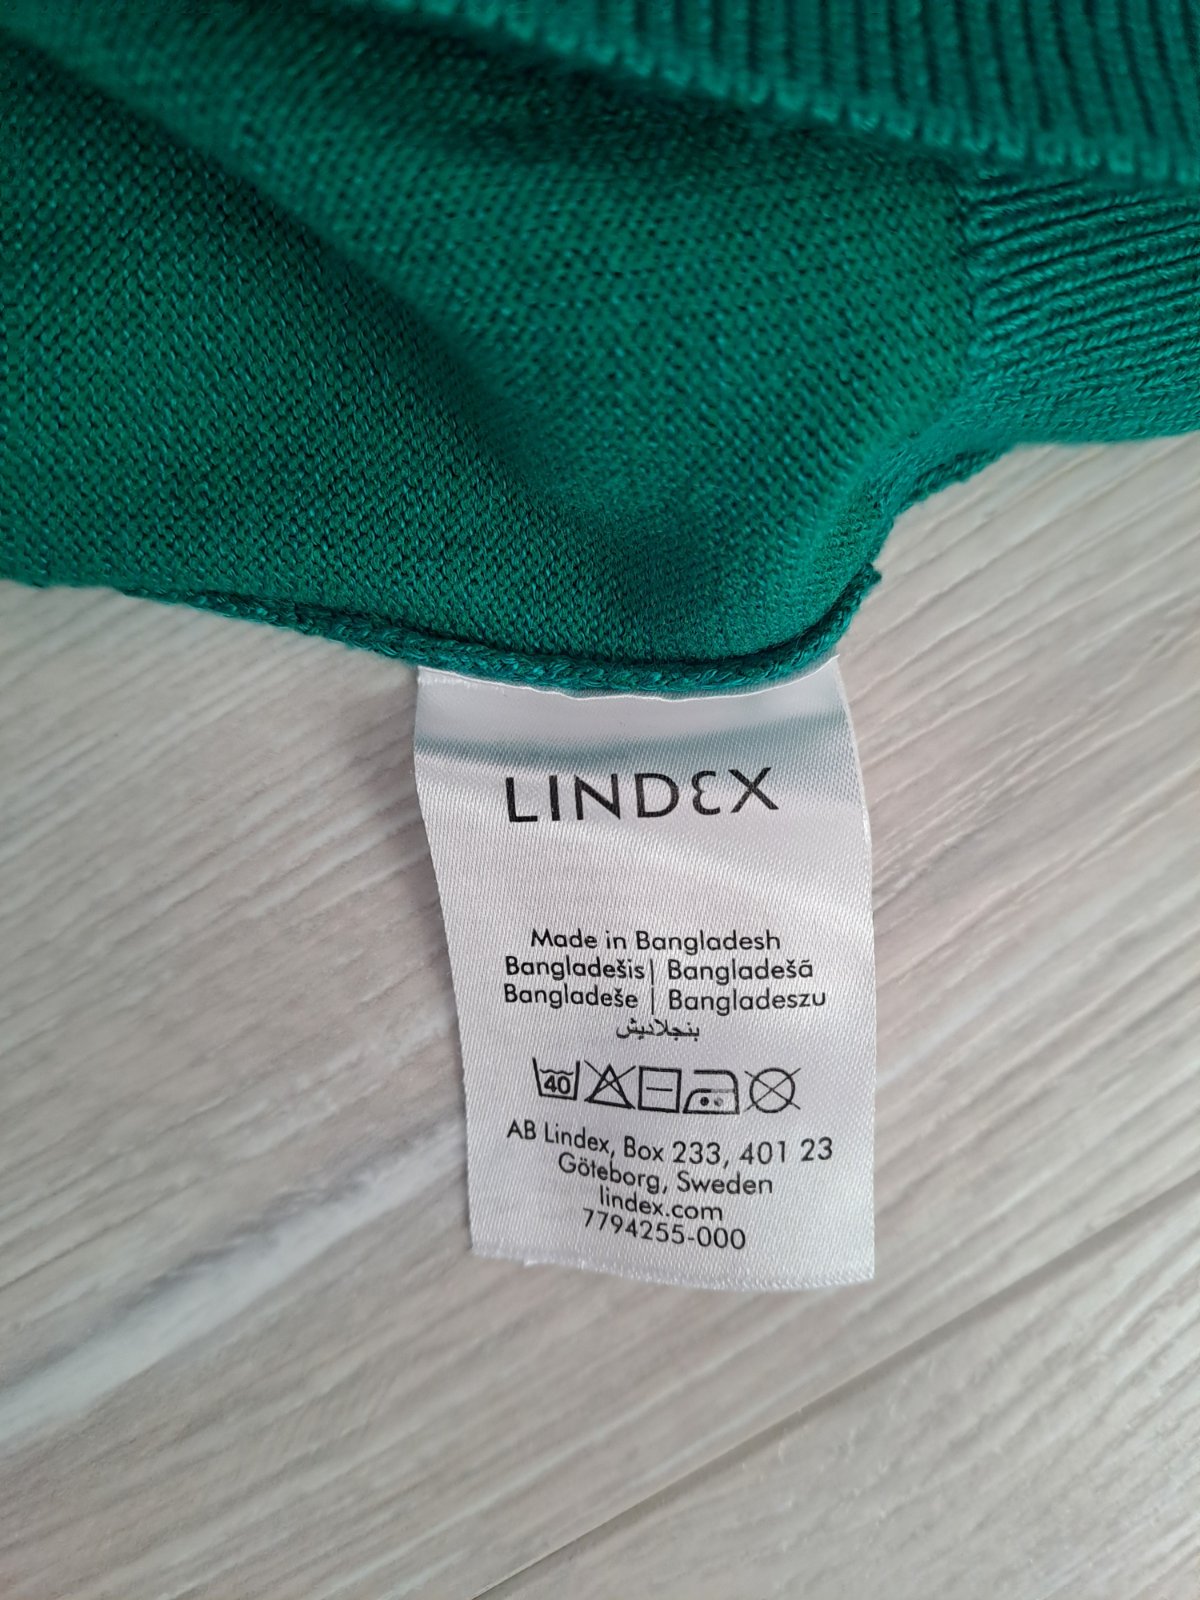 LINDEX
Made in Bangladesh
Bangladešis| Bangladešā
Bangladeše | Bangladeszu
بنجلاديش
40
AB Lindex, Box 233, 401 23
Göteborg, Sweden
lindex.com
7794255-000